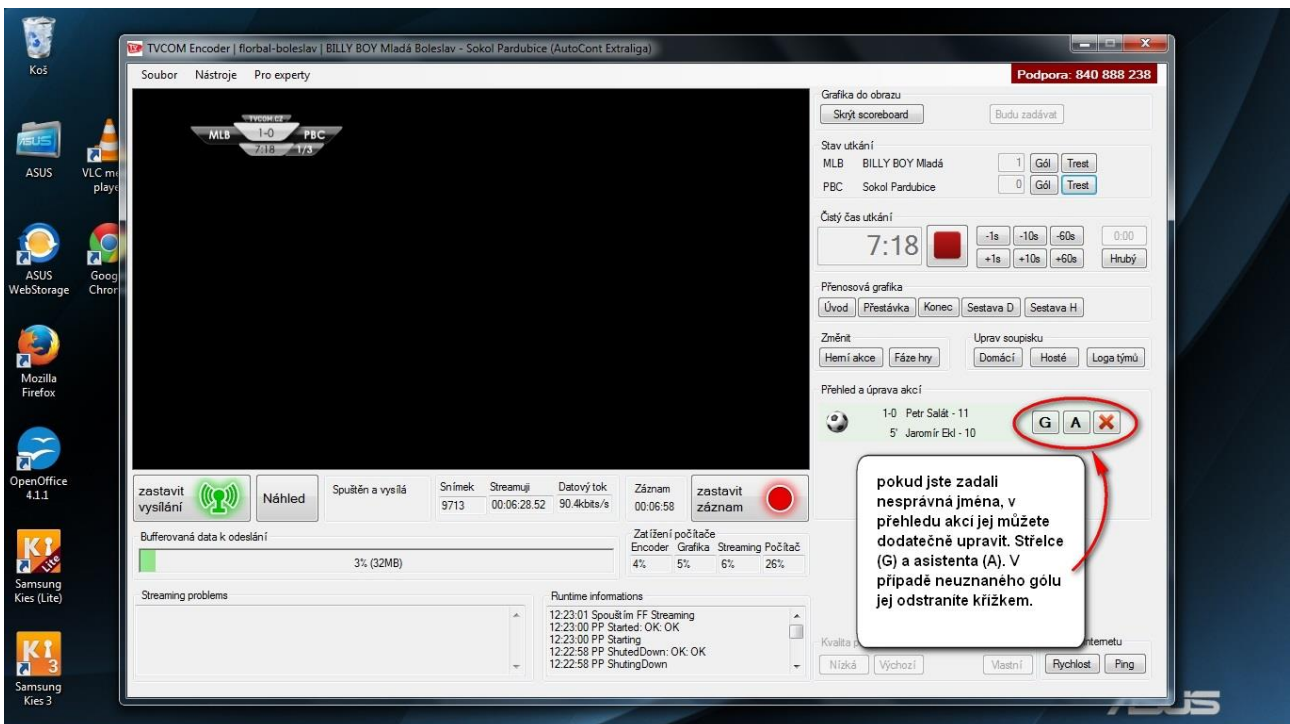 Koš
ASUS
VLC me
playe
ASUS
WebStorage
Goog
Chror
Mozilla
Firefox
OpenOffice
4.1.1
Samsung
Kies (Lite)
Samsung
Kies 3
TVCOM Encoder | florbal-boleslav | BILLY BOY Mladá Boleslav - Sokol Pardubice (AutoCont Extraliga)
Soubor Nástroje Pro experty
Podpora: 840 888 238
TVCOM.CZ
MLB 1-0 PBC
7:18 1/3
Grafika do obrazu
Skrýt scoreboard Budu zadávat
Stav utkání
MLB BILLY BOY Mladá 1 Gól Trest
PBC Sokol Pardubice 0 Gól Trest
Čistý čas utkání
7:18
-1s -10s -60s 0:00
+1s +10s +60s Hrubý
Přenosová grafika
Úvod Přestávka Konec Sestava D Sestava H
Změnit
Herní akce Fáze hry
Uprav soupisku
Domácí Hosté Loga týmů
Přehled a úprava akcí
1-0 Petr Salát - 11
5' Jaromír Ekl - 10
G A
pokud jste zadali
nesprávná jména, v
přehledu akcí jej můžete
dodatečně upravit. Střelce
(G) a asistenta (A). V
případě neuznaného gólu
jej odstraníte křížkem.
zastavit
vysílání
Náhled
Spuštěn a vysílá
Snímek Streamuji Datový tok
9713 00:06:28.52 90.4kbits/s
Záznam
00:06:58
zastavit
záznam
Bufferovaná data k odeslání
3% (32MB)
Zatížení počítače
Encoder Grafika Streaming Počítač
4% 5% 6% 26%
Streaming problems
Runtime informations
12:23:01 Spouštím FF Streaming
12:23:00 PP Started: OK: OK
12:23:00 PP Starting
12:22:58 PP ShutedDown: OK: OK
12:22:58 PP ShutingDown
Kvalita p
Nízká Výchozí Vlastní
nternetu
Rychlost Ping
ASUS